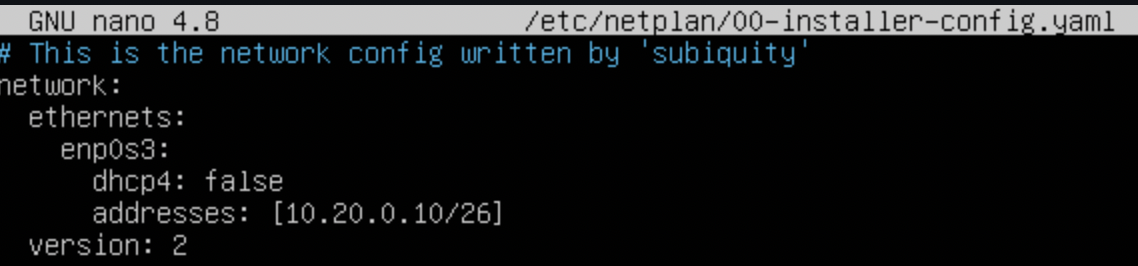 GNU nano 4.8 /etc/netplan/00-installer-config.yaml
# This is the network config written by 'subiquity'
network:
  ethernets:
    enp0s3:
      dhcp4: false
      addresses: [10.20.0.10/26]
  version: 2